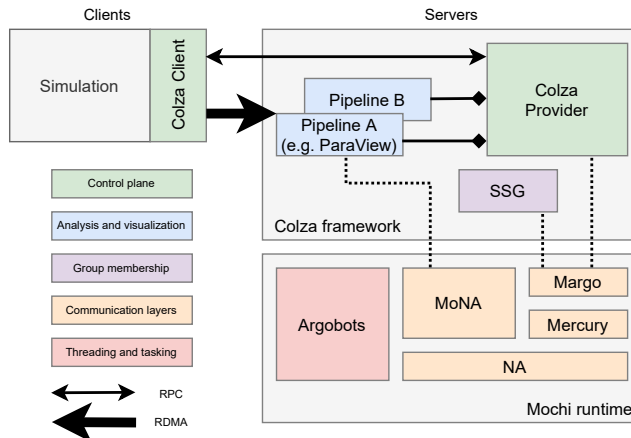 Clients
Servers
Simulation
Colza Client
Pipeline B
Pipeline A
(e.g. ParaView)
Colza
Provider
SSG
Colza framework
Control plane
Analysis and visualization
Group membership
Communication layers
Threading and tasking
RPC
RDMA
Argobots
MoNA
Margo
Mercury
NA
Mochi runtime